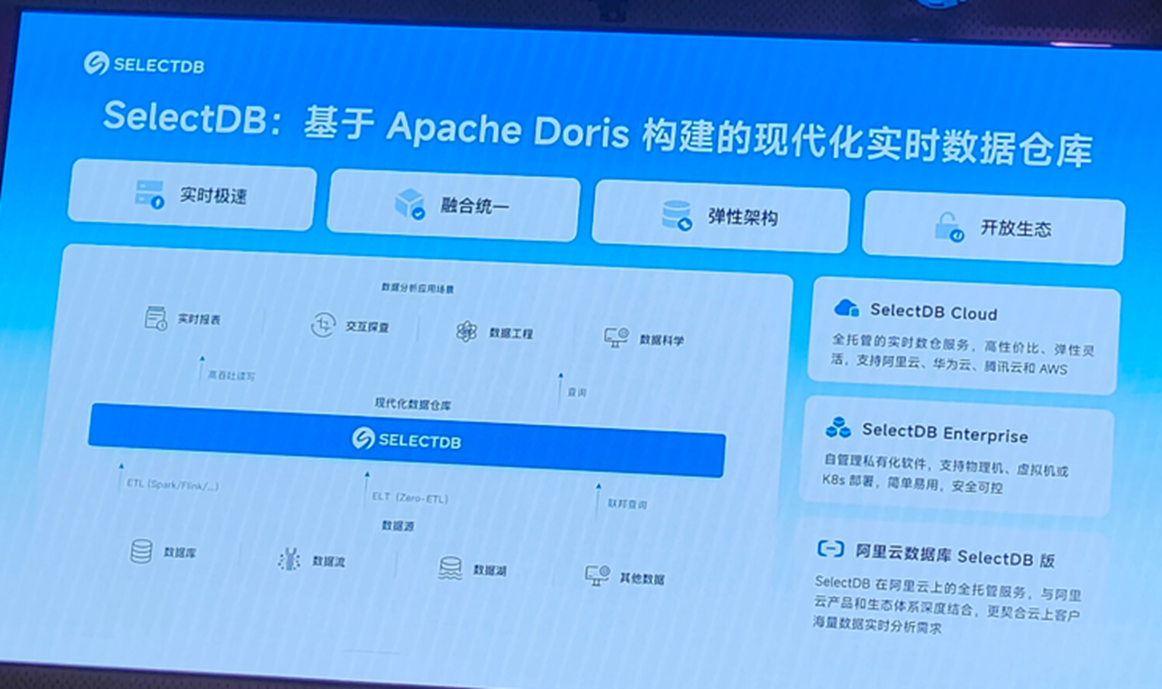 SELECTDB
SelectDB：基于 Apache Doris 构建的现代化实时数据仓库
实时极速
融合统一
弹性架构
开放生态
数据分析应用场景
实时报表
交互探查
数据工程
数据科学
高吞吐读写
查询
现代化数据仓库
SELECTDB
ETL (Spark/Flink/...)
ELT（Zero-ETL)
联邦查询
数据源
数据库
数据流
数据湖
其他数据
SelectDB Cloud
全托管的实时数仓服务，高性价比、弹性灵
活，支持阿里云、华为云、腾讯云和 AWS
SelectDB Enterprise
自管理私有化软件，支持物理机、虚拟机或
K8s 部署，简单易用，安全可控
阿里云数据库 SelectDB 版
SelectDB 在阿里云上的全托管服务，与阿里
云产品和生态体系深度结合，更契合云上客户
海量数据实时分析需求